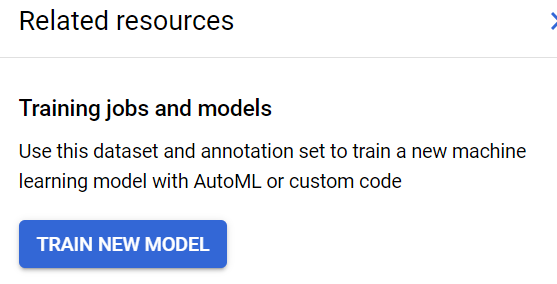 Related resources
Training jobs and models
Use this dataset and annotation set to train a new machine
learning model with AutoML or custom code
TRAIN NEW MODEL